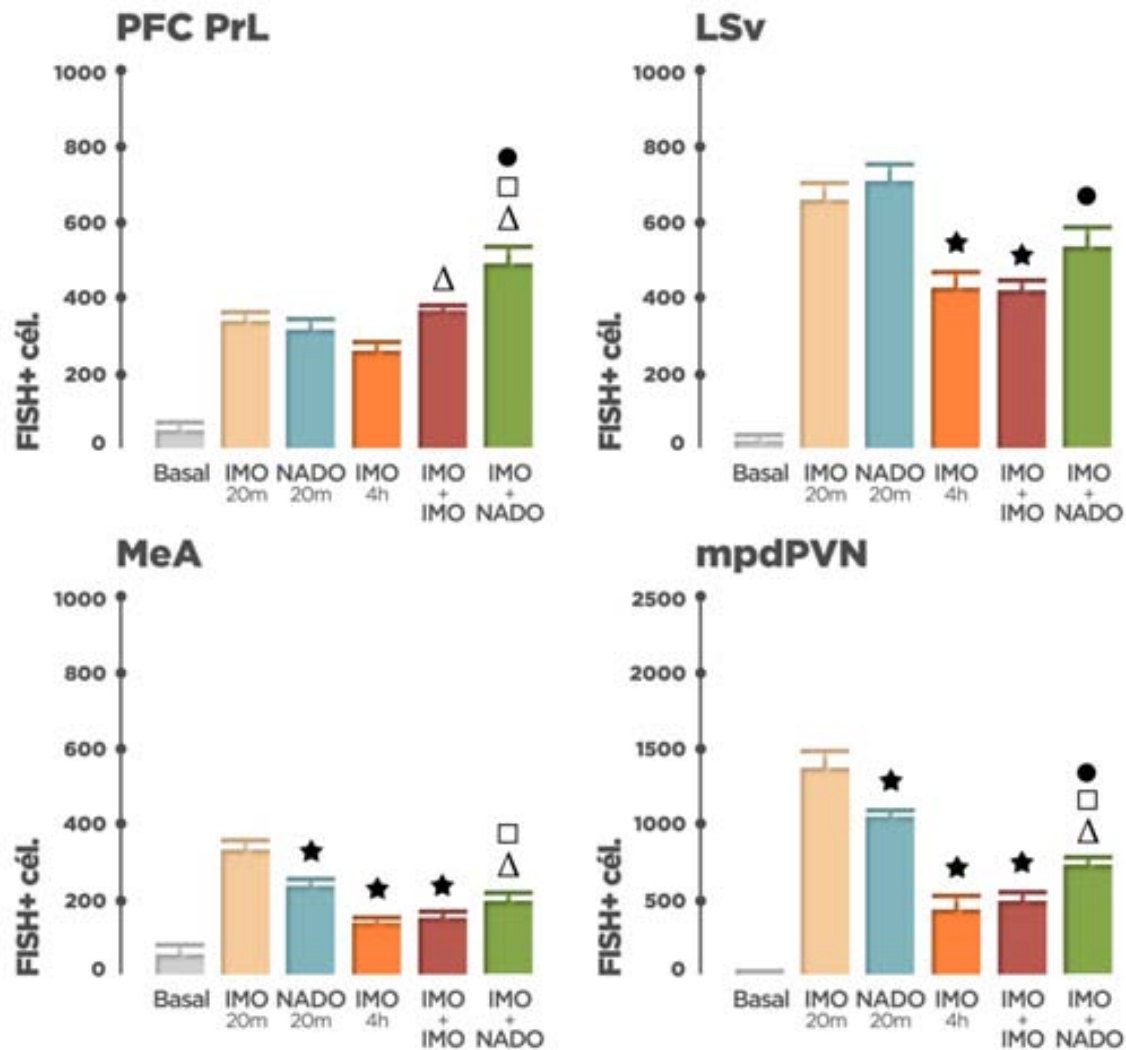 PFC PrL
1000
800
600
400
200
0
FISH+ cél.
● □ Δ
Δ
Basal IMO NADO IMO IMO IMO
20m 20m 4h + +
IMO NADO
LSv
1000
800
600
400
200
0
FISH+ cél.
★ ★ ●
Basal IMO NADO IMO IMO IMO
20m 20m 4h + +
IMO NADO
MeA
1000
800
600
400
200
0
FISH+ cél.
★ ★ ★ □ Δ
Basal IMO NADO IMO IMO IMO
20m 20m 4h + +
IMO NADO
mpdPVN
2500
2000
1500
1000
500
0
FISH+ cél.
★ ★ ★ ● □ Δ
Basal IMO NADO IMO IMO IMO
20m 20m 4h + +
IMO NADO